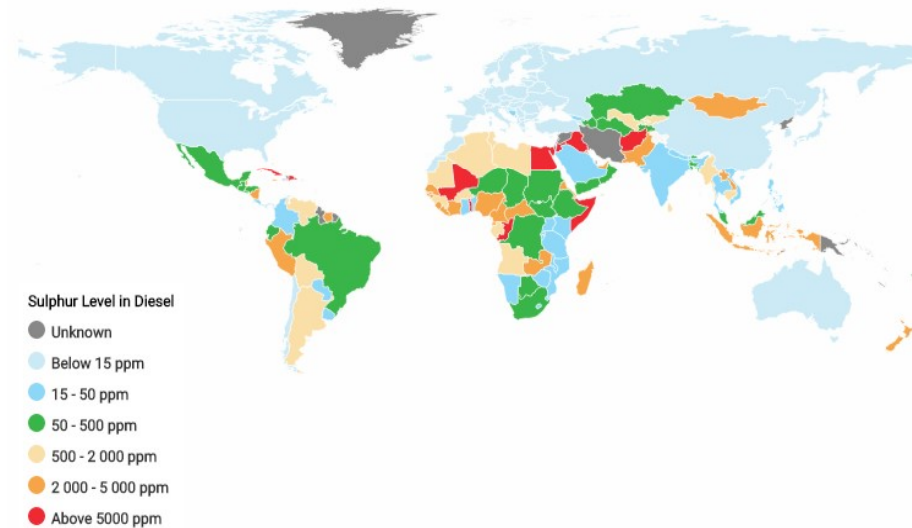 Sulphur Level in Diesel
Unknown
Below 15 ppm
15 - 50 ppm
50 - 500 ppm
500 - 2 000 ppm
2 000 - 5 000 ppm
Above 5000 ppm